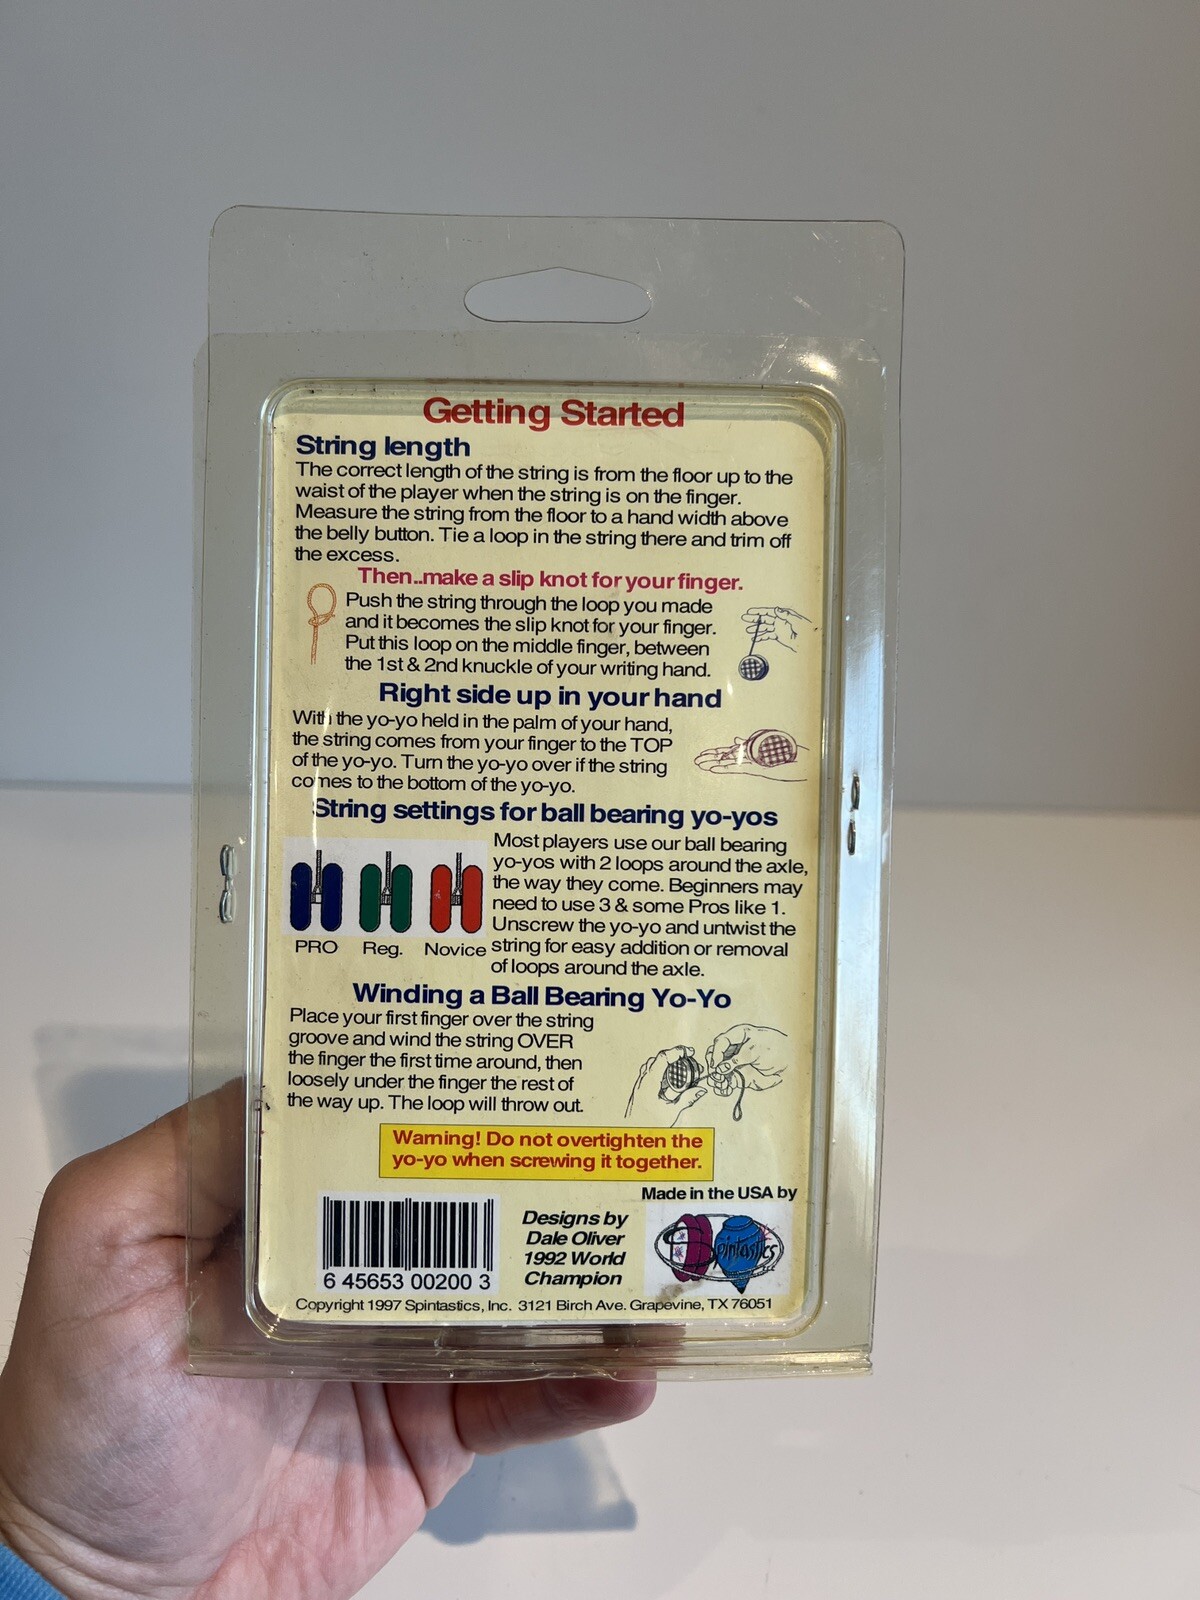 Getting Started
String length
The correct length of the string is from the floor up to the
waist of the player when the string is on the finger.
Measure the string from the floor to a hand width above
the belly button. Tie a loop in the string there and trim off
the excess.
Then..make a slip knot for your finger.
Push the string through the loop you made
and it becomes the slip knot for your finger.
Put this loop on the middle finger, between
the 1st & 2nd knuckle of your writing hand.
Right side up in your hand
With the yo-yo held in the palm of your hand,
the string comes from your finger to the TOP
of the yo-yo. Turn the yo-yo over if the string
comes to the bottom of the yo-yo.
String settings for ball bearing yo-yos
Most players use our ball bearing
yo-yos with 2 loops around the axle,
the way they come. Beginners may
need to use 3 & some Pros like 1.
Unscrew the yo-yo and untwist the
string for easy addition or removal
of loops around the axle.
PRO Reg. Novice
Winding a Ball Bearing Yo-Yo
Place your first finger over the string
groove and wind the string OVER
the finger the first time around, then
loosely under the finger the rest of
the way up. The loop will throw out.
Warning! Do not overtighten the
yo-yo when screwing it together.
Made in the USA by
Designs by
Dale Oliver
1992 World
Champion
Spintastics
6 45653 00200 3
Copyright 1997 Spintastics, Inc. 3121 Birch Ave. Grapevine, TX 76051